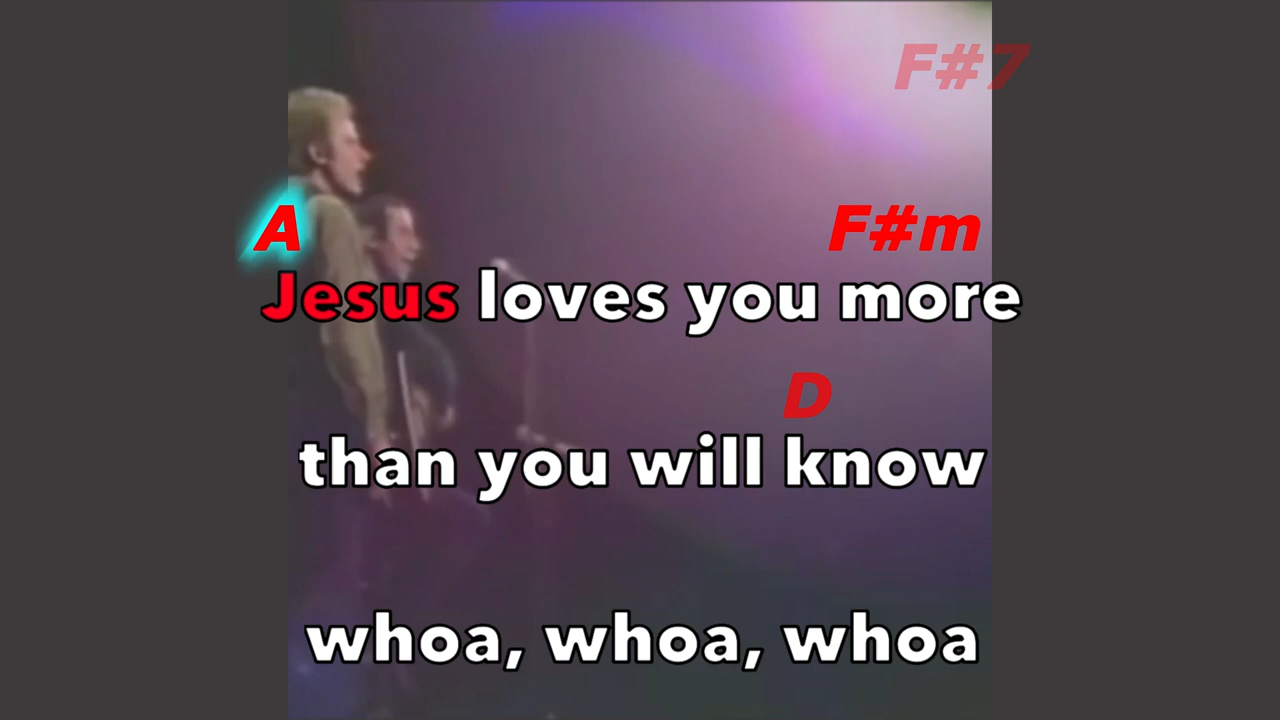 F#7
A F#m
Jesus loves you more
D
than you will know
whoa, whoa, whoa